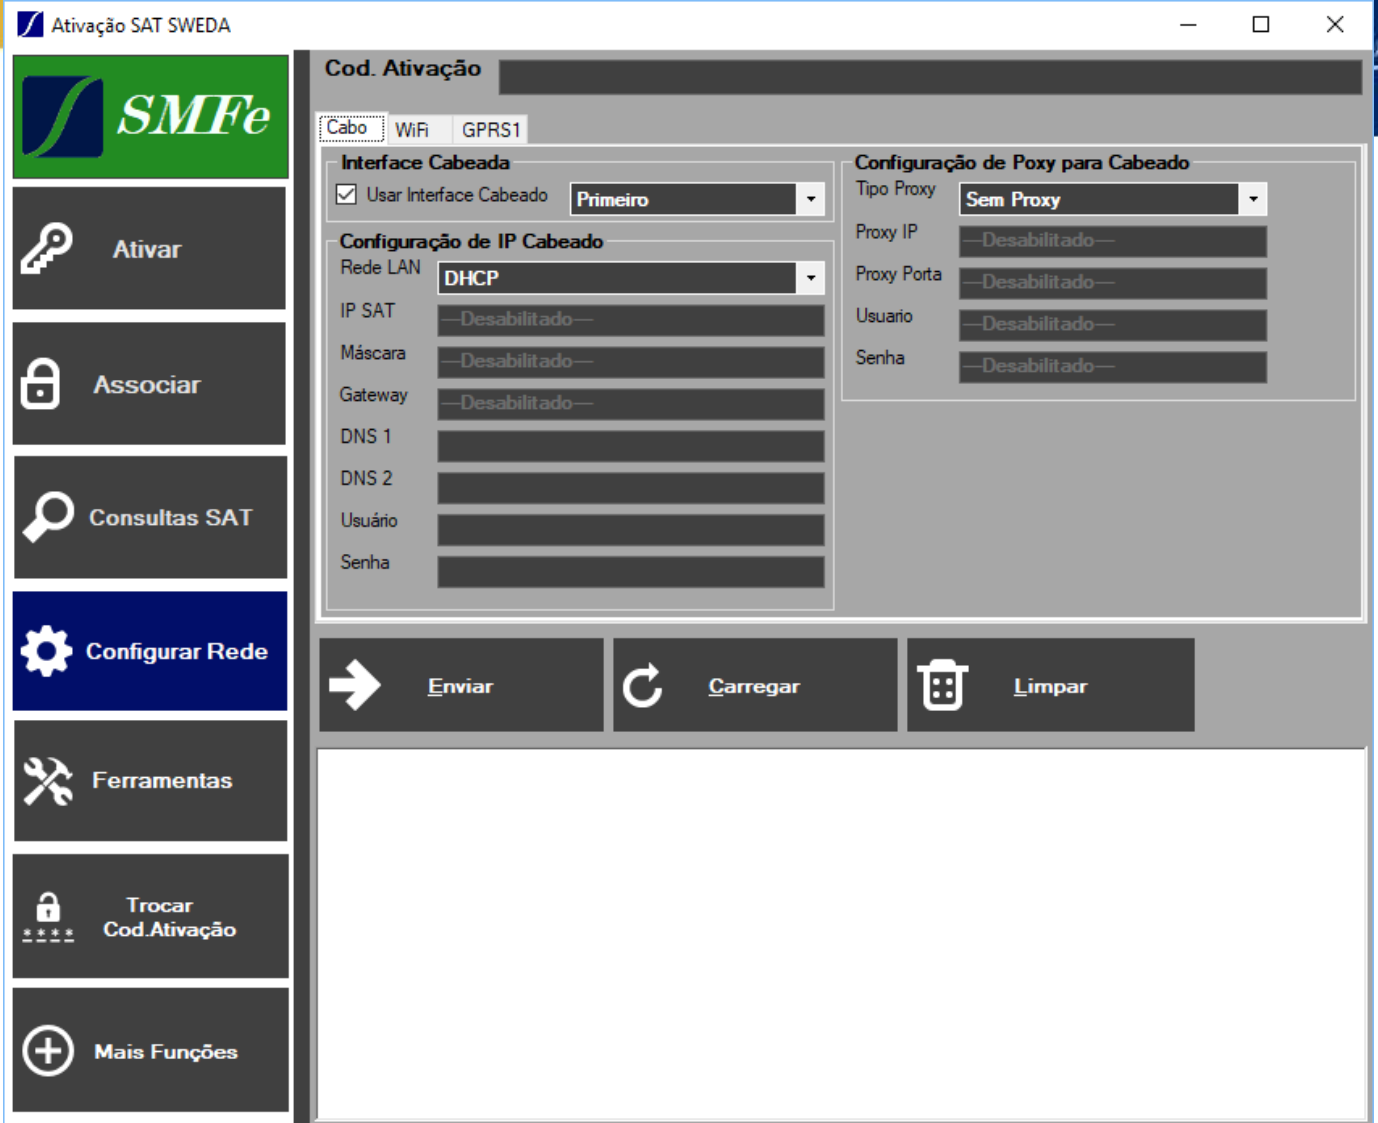 Ativação SAT SWEDA
SMFe
Ativar
Associar
Consultas SAT
Configurar Rede
Ferramentas
Trocar
****
Cod.Ativação
Mais Funções
Cod. Ativação
Cabo
WiFi
GPRS1
Interface Cabeada
Usar Interface Cabeado
Primeiro
Configuração de IP Cabeado
Rede LAN
DHCP
IP SAT
---Desabilitado---
Máscara
---Desabilitado---
Gateway
---Desabilitado---
DNS 1
DNS 2
Usuário
Senha
Configuração de Poxy para Cabeado
Tipo Proxy
Sem Proxy
Proxy IP
---Desabilitado---
Proxy Porta
---Desabilitado---
Usuario
---Desabilitado---
Senha
---Desabilitado---
Enviar
Carregar
Limpar